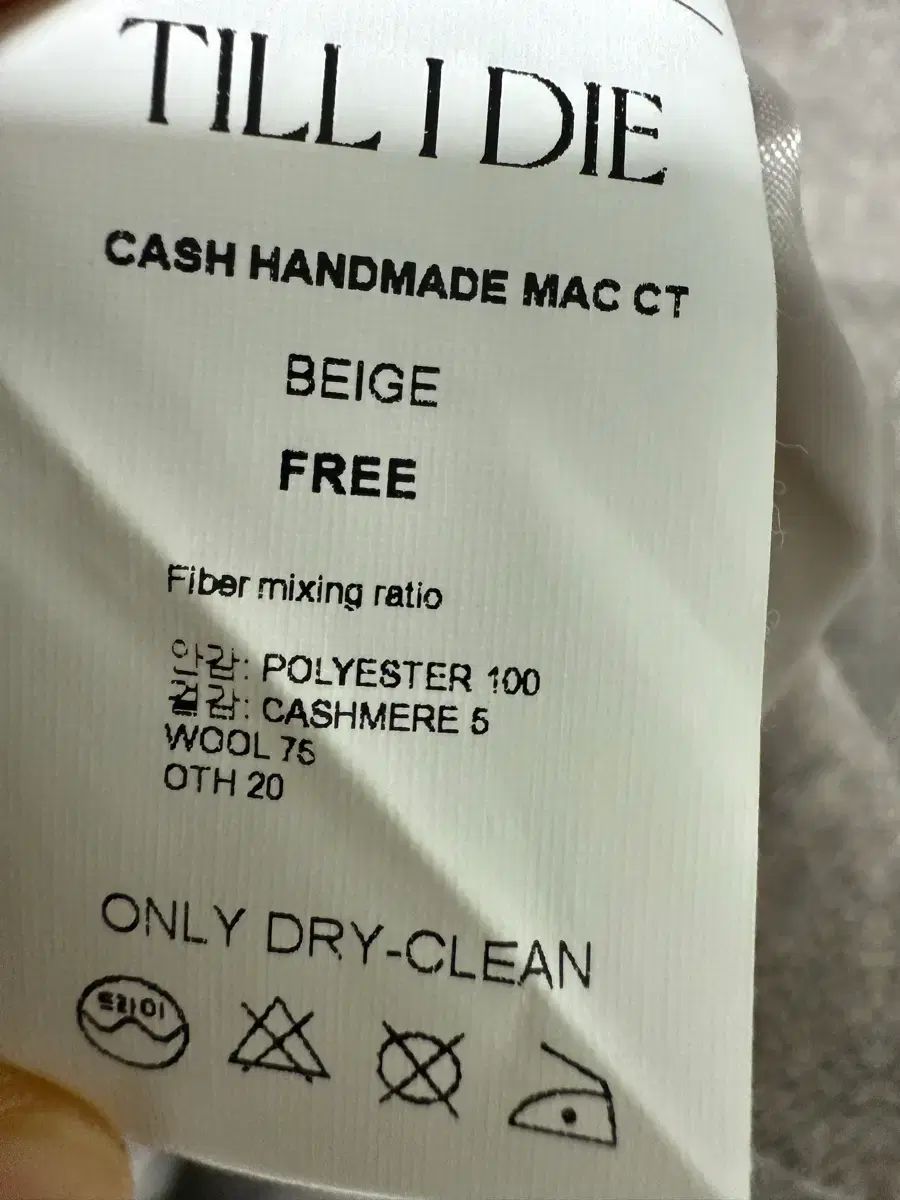 TILL I DIE
CASH HANDMADE MAC CT
BEIGE
FREE
Fiber mixing ratio
안감: POLYESTER 100
겉감: CASHMERE 5
WOOL 75
OTH 20
ONLY DRY-CLEAN
드라이